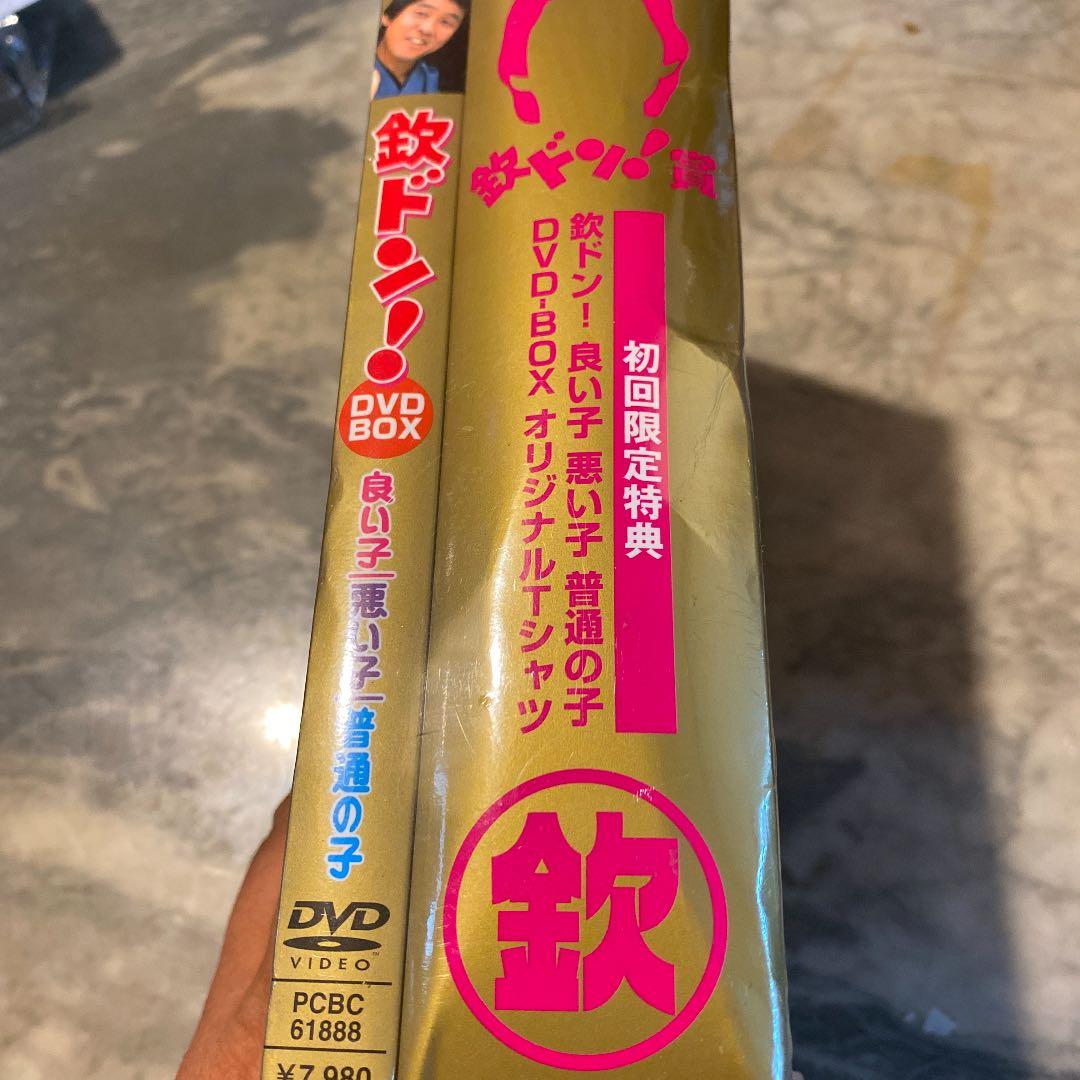 欽ドン!
DVD
BOX
良い子
悪い子
普通の子
DVD
VIDEO
PCBC
61888
¥7,980
欽ドン!賞
初回限定特典
欽ドン! 良い子 悪い子 普通の子
DVD-BOX オリジナルTシャツ
欽